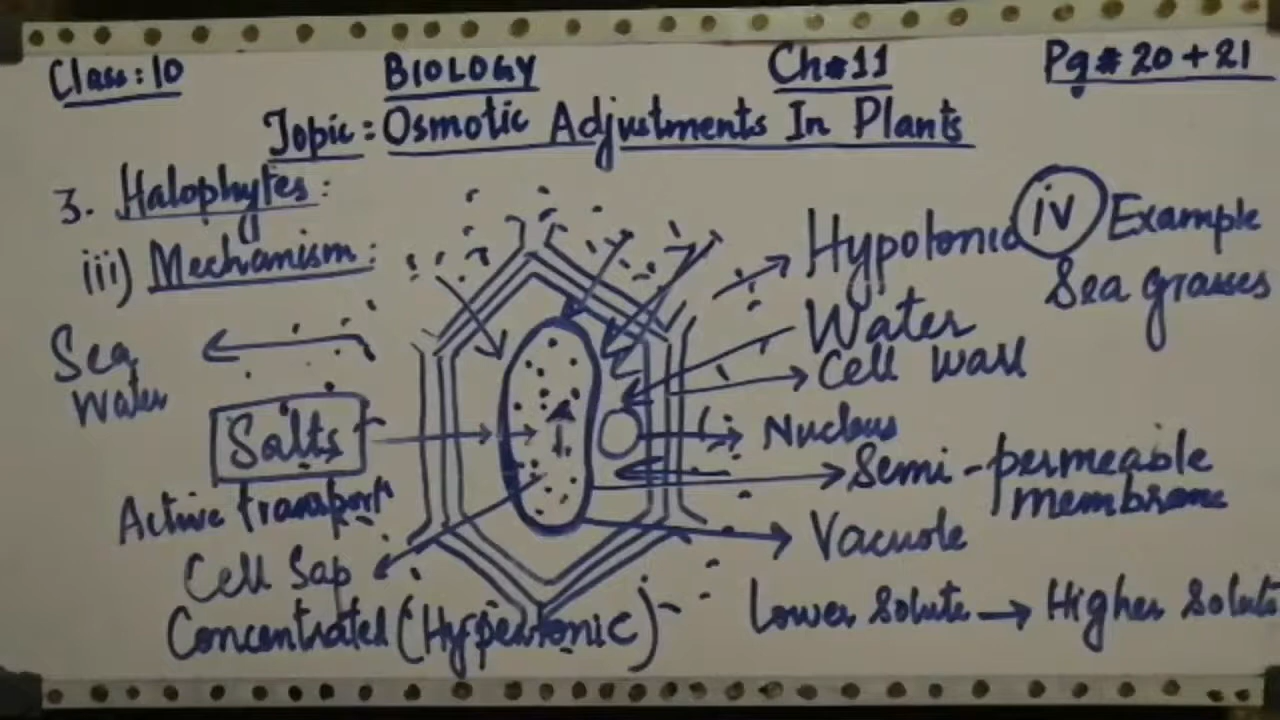 Class: 10 BIOLOGY Ch#11 Pg# 20 + 21
Topic: Osmotic Adjustments In Plants
3. Halophytes:
iii) Mechanism:
Hypotonic
iv Example
Sea grasses
Sea
Water
Water
Cell wall
Salts
Nucleus
Semi-permeable
membrane
Active transport
Vacuole
Cell Sap
Concentrated (Hypertonic)
Lower Solute → Higher Solute